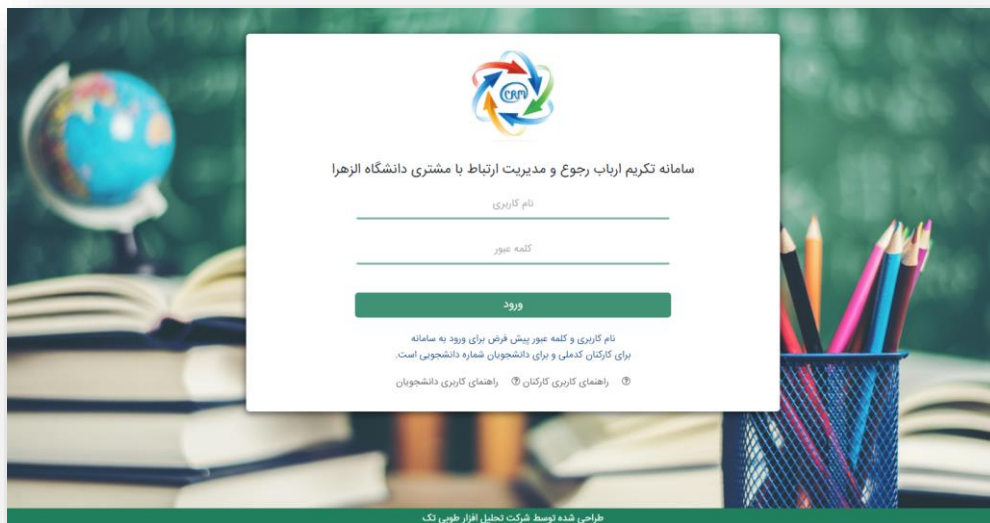 CRM
سامانه تکریم ارباب رجوع و مدیریت ارتباط با مشتری دانشگاه الزهرا
نام کاربری
کلمه عبور
ورود
نام کاربری و کلمه عبور پیش فرض برای ورود به سامانه
برای کارکنان کدملی و برای دانشجویان شماره دانشجویی است.
راهنمای کاربری کارکنان راهنمای کاربری دانشجویان
طراحی شده توسط شرکت تحلیل افزار طوبی تک